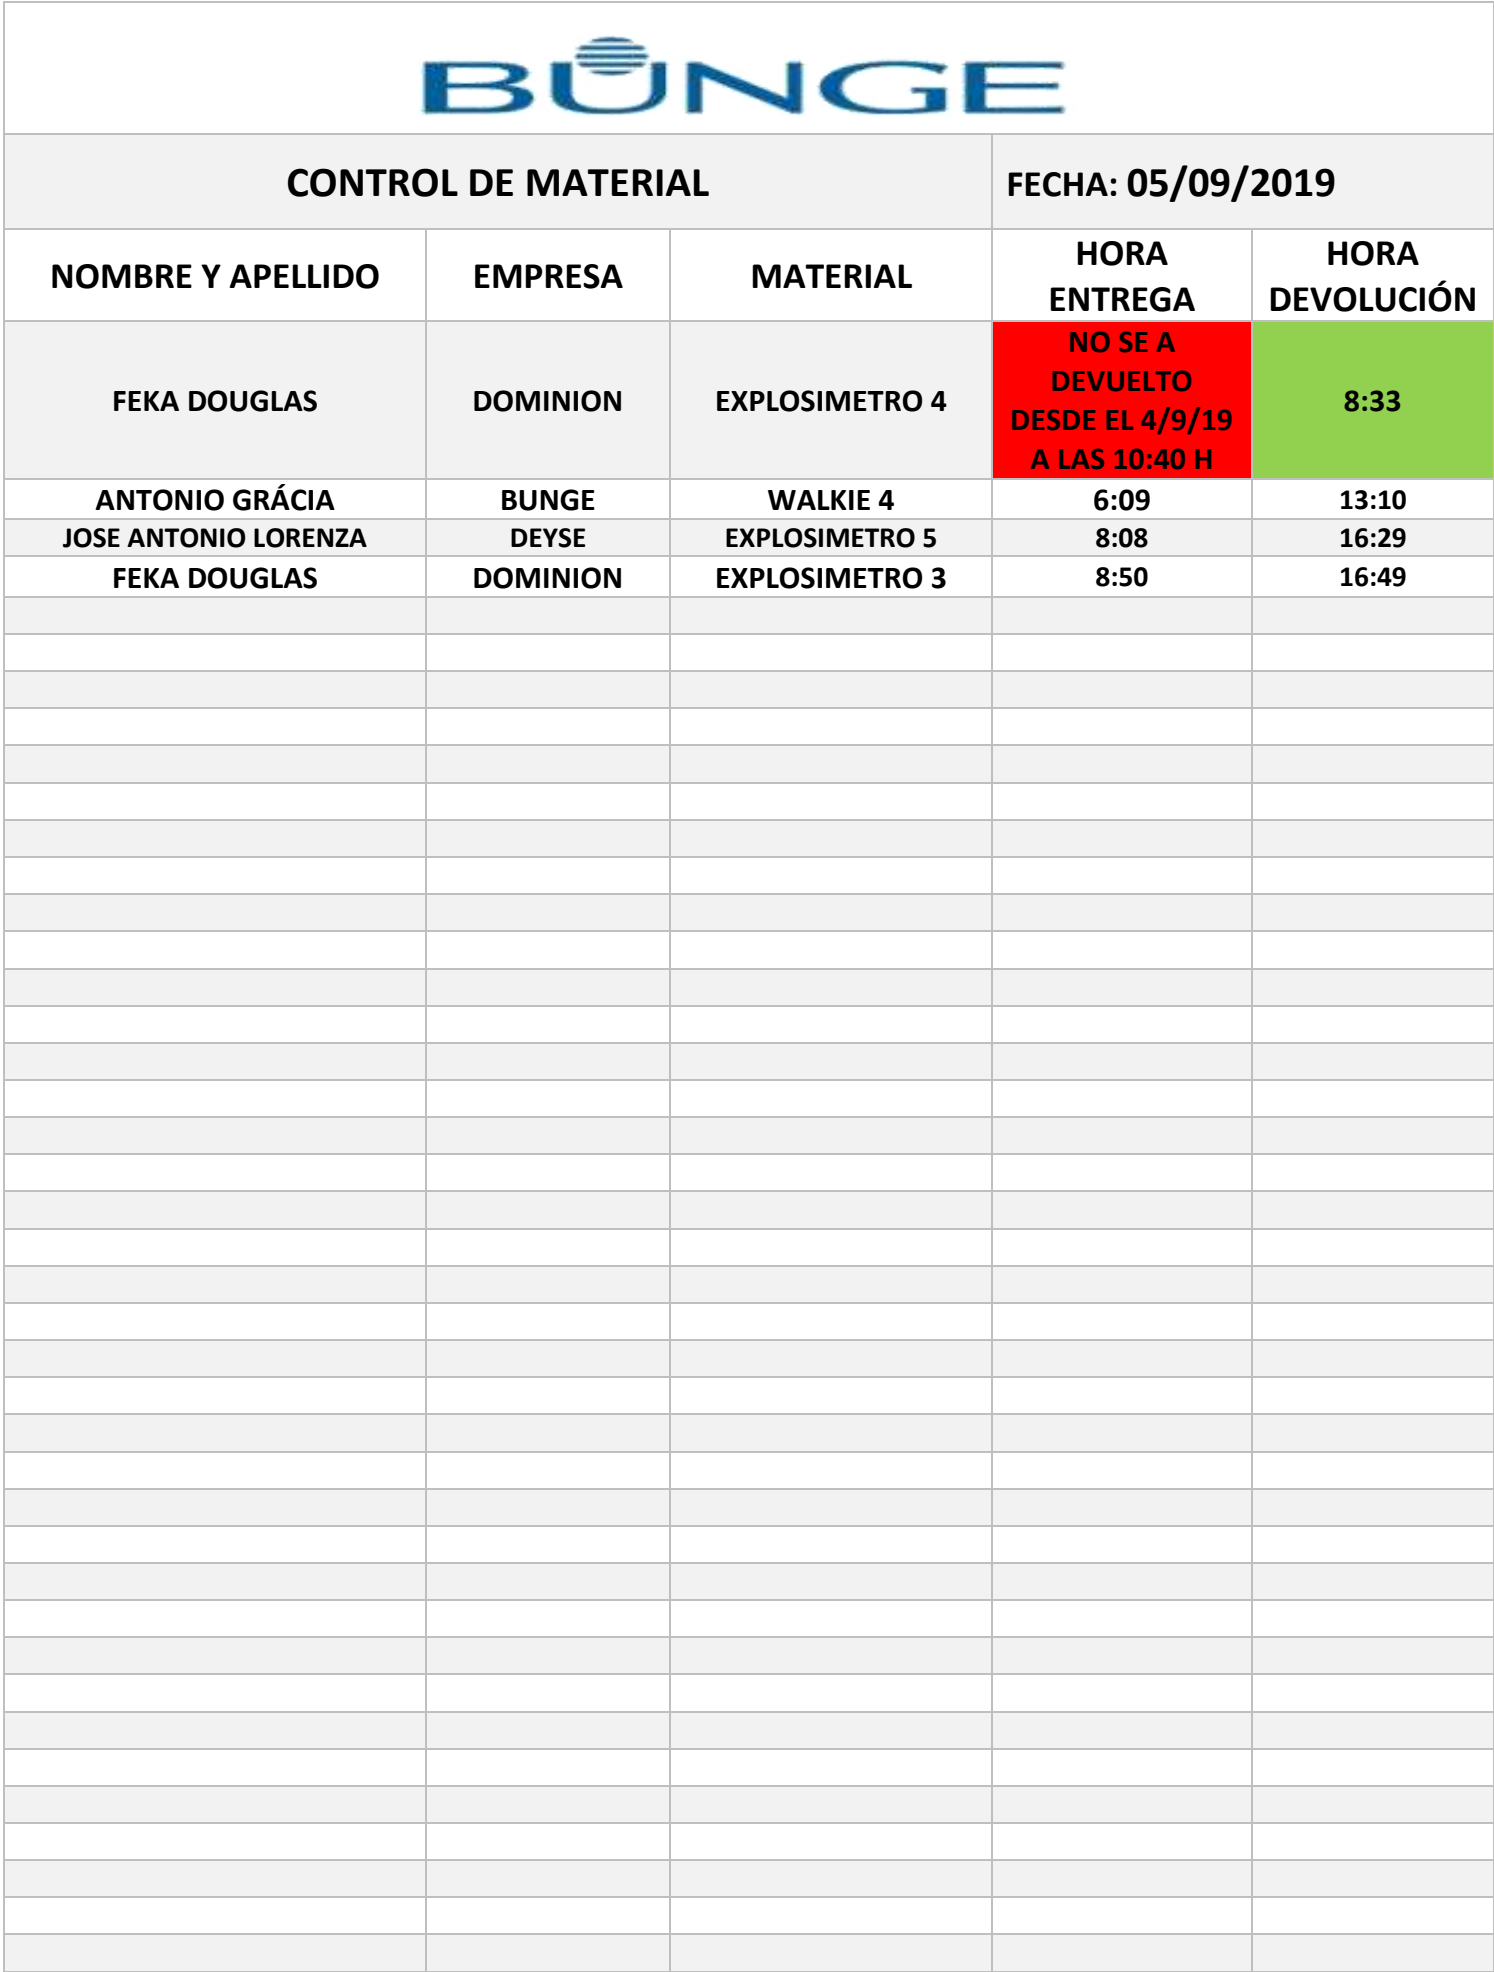 BUNGE
CONTROL DE MATERIAL FECHA: 05/09/2019
NOMBRE Y APELLIDO EMPRESA MATERIAL HORA ENTREGA HORA DEVOLUCIÓN
FEKA DOUGLAS DOMINION EXPLOSIMETRO 4 NO SE A DEVUELTO DESDE EL 4/9/19 A LAS 10:40 H 8:33
ANTONIO GRÁCIA BUNGE WALKIE 4 6:09 13:10
JOSE ANTONIO LORENZA DEYSE EXPLOSIMETRO 5 8:08 16:29
FEKA DOUGLAS DOMINION EXPLOSIMETRO 3 8:50 16:49